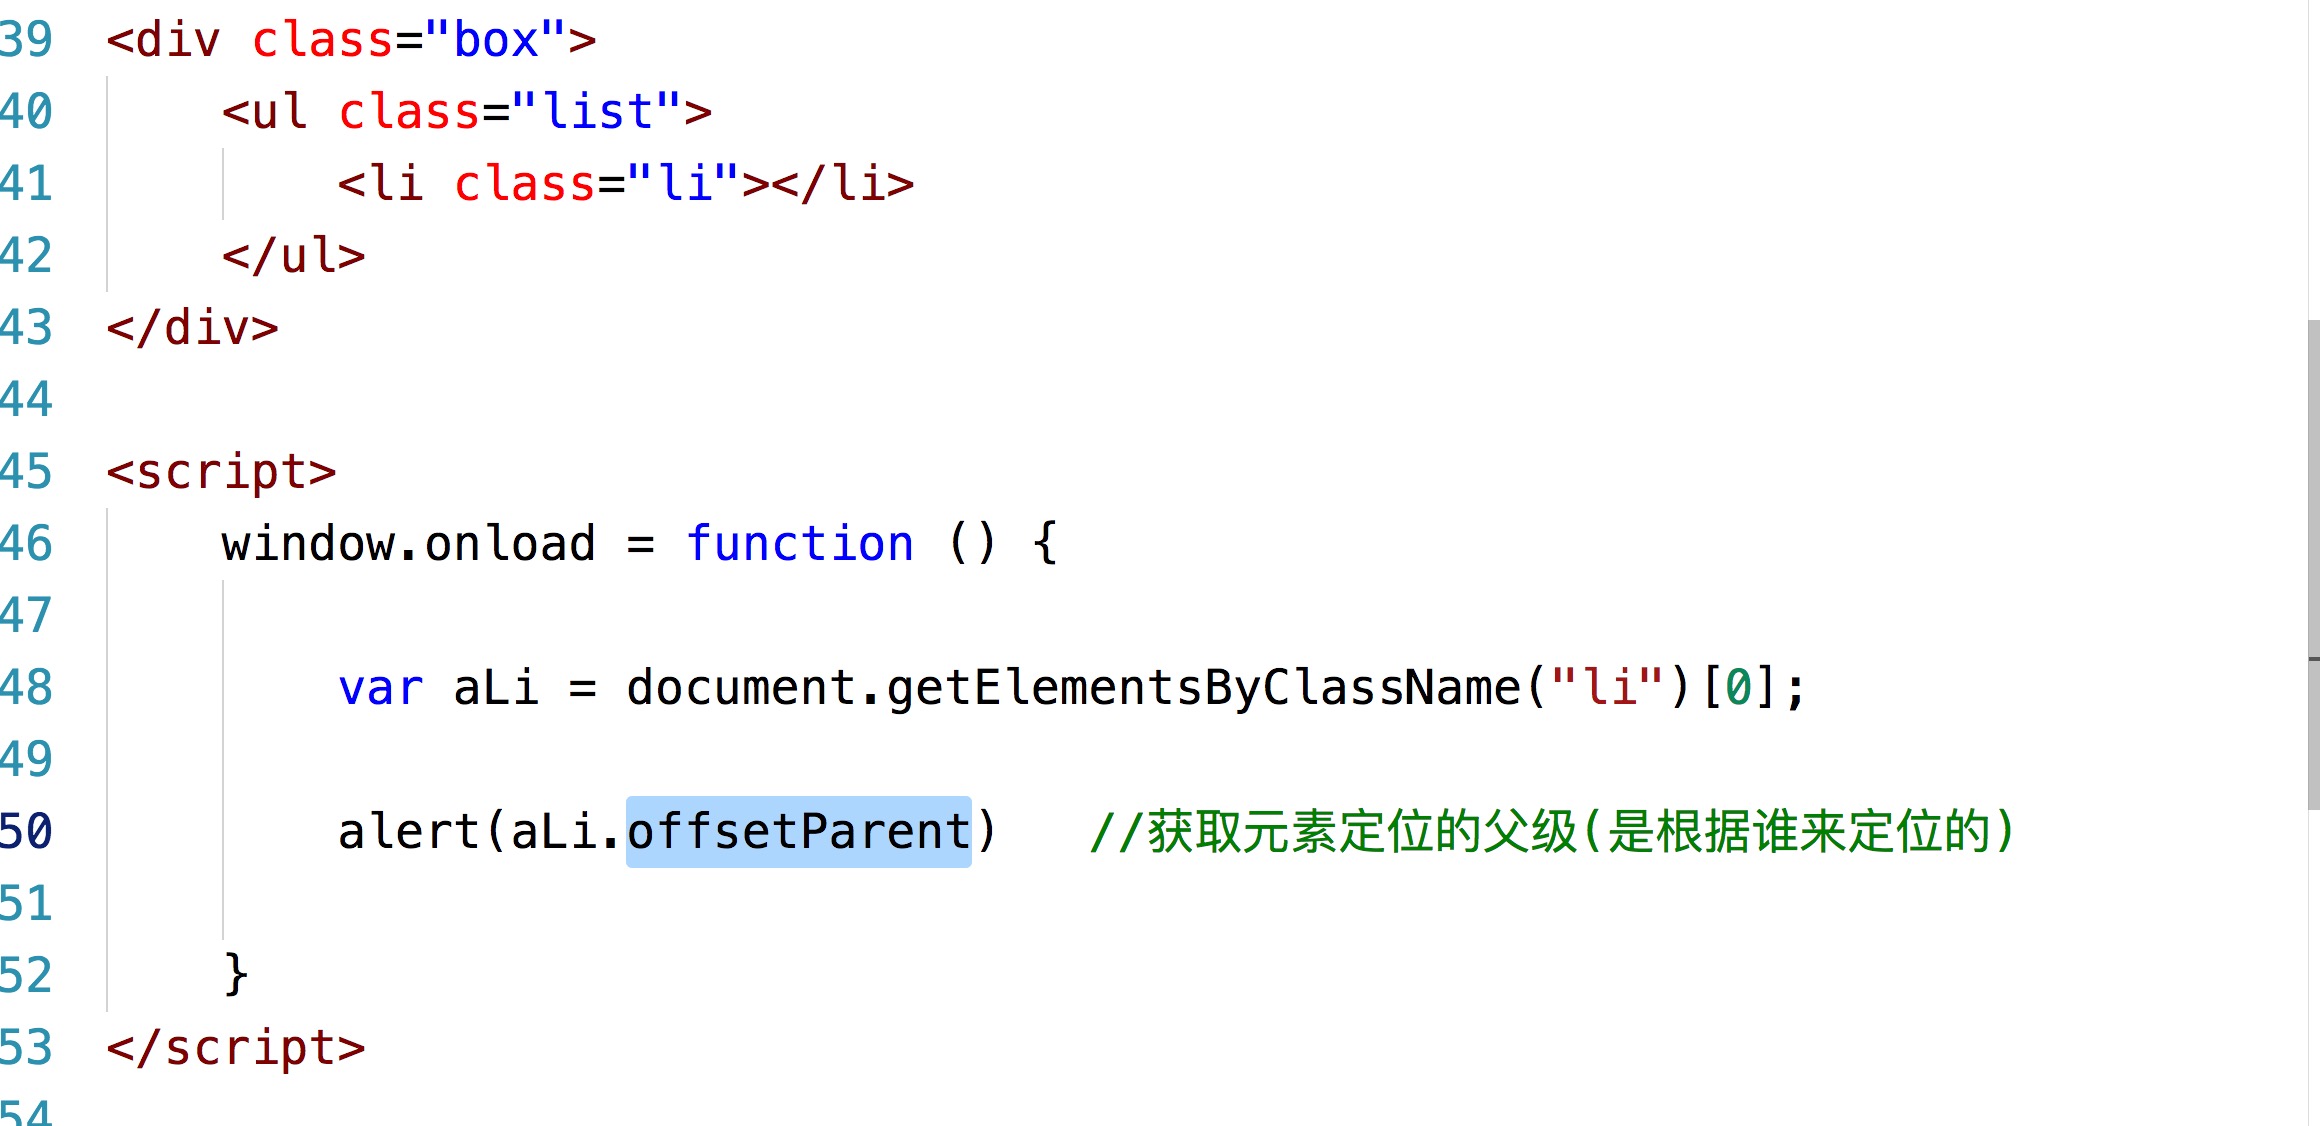 39 <div class="box">
40     <ul class="list">
41         <li class="li"></li>
42     </ul>
43 </div>
44
45 <script>
46     window.onload = function () {
47
48         var aLi = document.getElementsByClassName("li")[0];
49
50         alert(aLi.offsetParent)   //获取元素定位的父级(是根据谁来定位的)
51
52     }
53 </script>
54